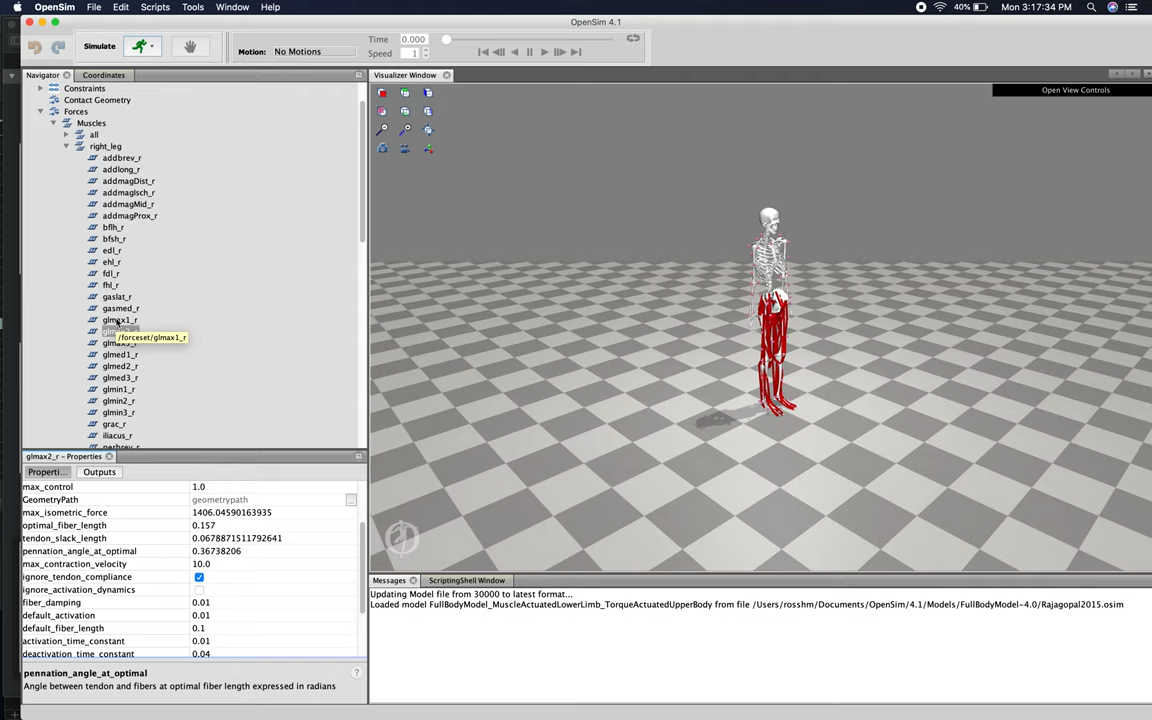 OpenSim File Edit Scripts Tools Window Help
40% Mon 3:17:34 PM
OpenSim 4.1
Simulate
Motion: No Motions
Time 0.000
Speed 1
Navigator Coordinates
Constraints
Contact Geometry
Forces
Muscles
all
right_leg
addbrev_r
addlong_r
addmagDist_r
addmagIsch_r
addmagMid_r
addmagProx_r
bflh_r
bfsh_r
edl_r
ehl_r
fdl_r
fhl_r
gaslat_r
gasmed_r
glmax1_r
/forceset/glmax1_r
glmed1_r
glmed2_r
glmed3_r
glmin1_r
glmin2_r
glmin3_r
grac_r
iliacus_r
Visualizer Window
Open View Controls
glmax2_r - Properties
Properti... Outputs
max_control 1.0
GeometryPath geometrypath ...
max_isometric_force 1406.04590163935
optimal_fiber_length 0.157
tendon_slack_length 0.0678871511792641
pennation_angle_at_optimal 0.36738206
max_contraction_velocity 10.0
ignore_tendon_compliance
ignore_activation_dynamics
fiber_damping 0.01
default_activation 0.01
default_fiber_length 0.1
activation_time_constant 0.01
deactivation_time_constant 0.04
pennation_angle_at_optimal ?
Angle between tendon and fibers at optimal fiber length expressed in radians
Messages ScriptingShell Window
Updating Model file from 30000 to latest format...
Loaded model FullBodyModel_MuscleActuatedLowerLimb_TorqueActuatedUpperBody from file /Users/rosshm/Documents/OpenSim/4.1/Models/FullBodyModel-4.0/Rajagopal2015.osim